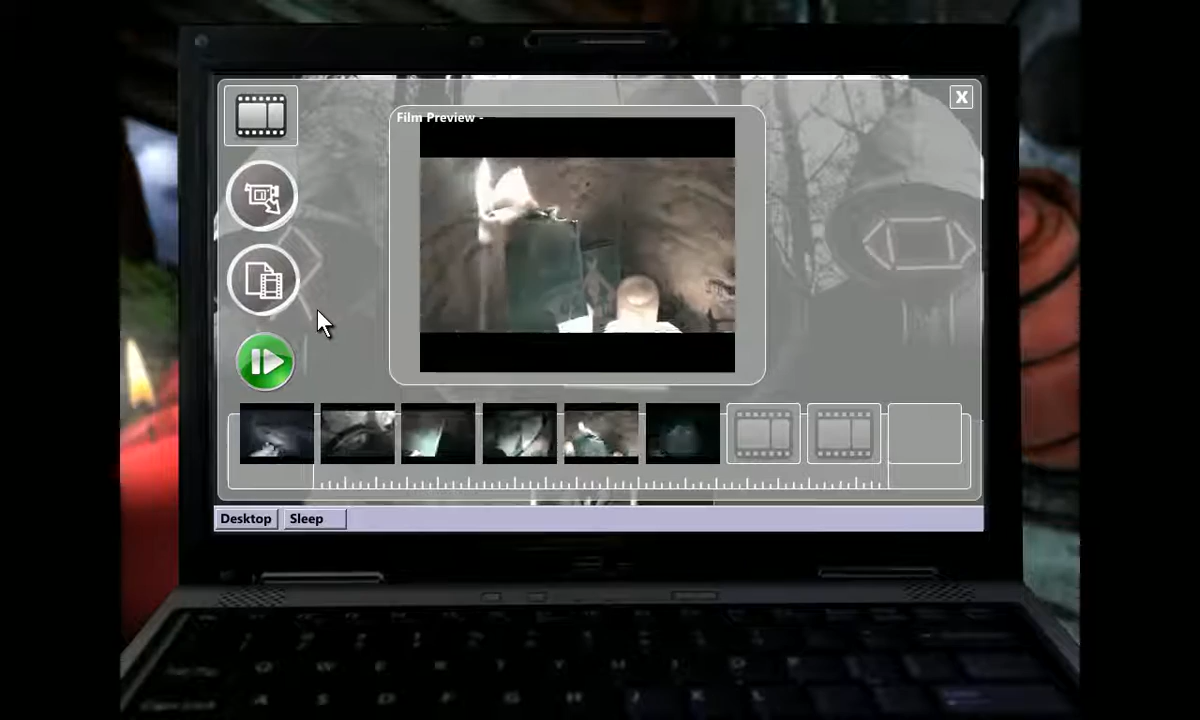 X
Film Preview -
Desktop
Sleep
Q W E R T Y
A S D F G H J K L